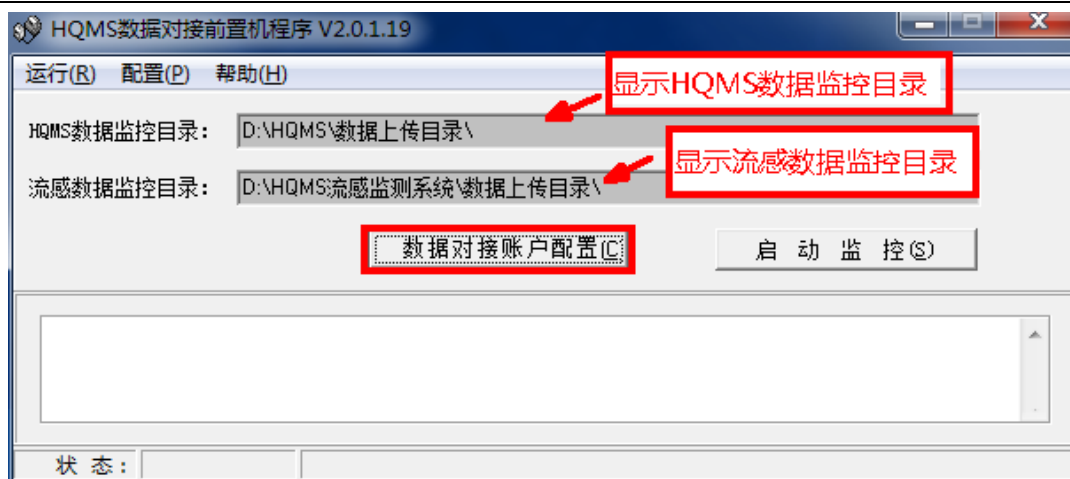 HQMS数据对接前置机程序 V2.0.1.19
运行(R) 配置(P) 帮助(H)
显示HQMS数据监控目录
HQMS数据监控目录: D:\HQMS\数据上传目录\
显示流感数据监控目录
流感数据监控目录: D:\HQMS流感监测系统\数据上传目录\
数据对接账户配置(C) 启 动 监 控(S)
状 态: